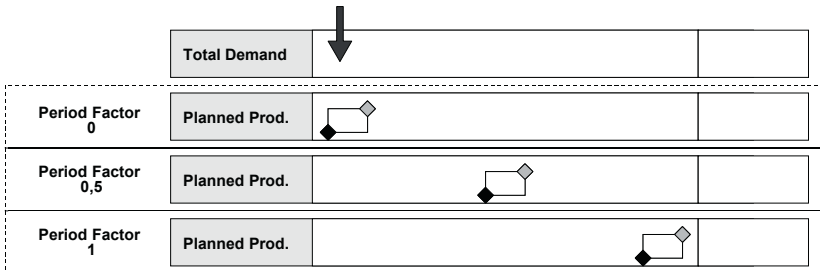 Total Demand
Period Factor
0
Planned Prod.
Period Factor
0,5
Planned Prod.
Period Factor
1
Planned Prod.